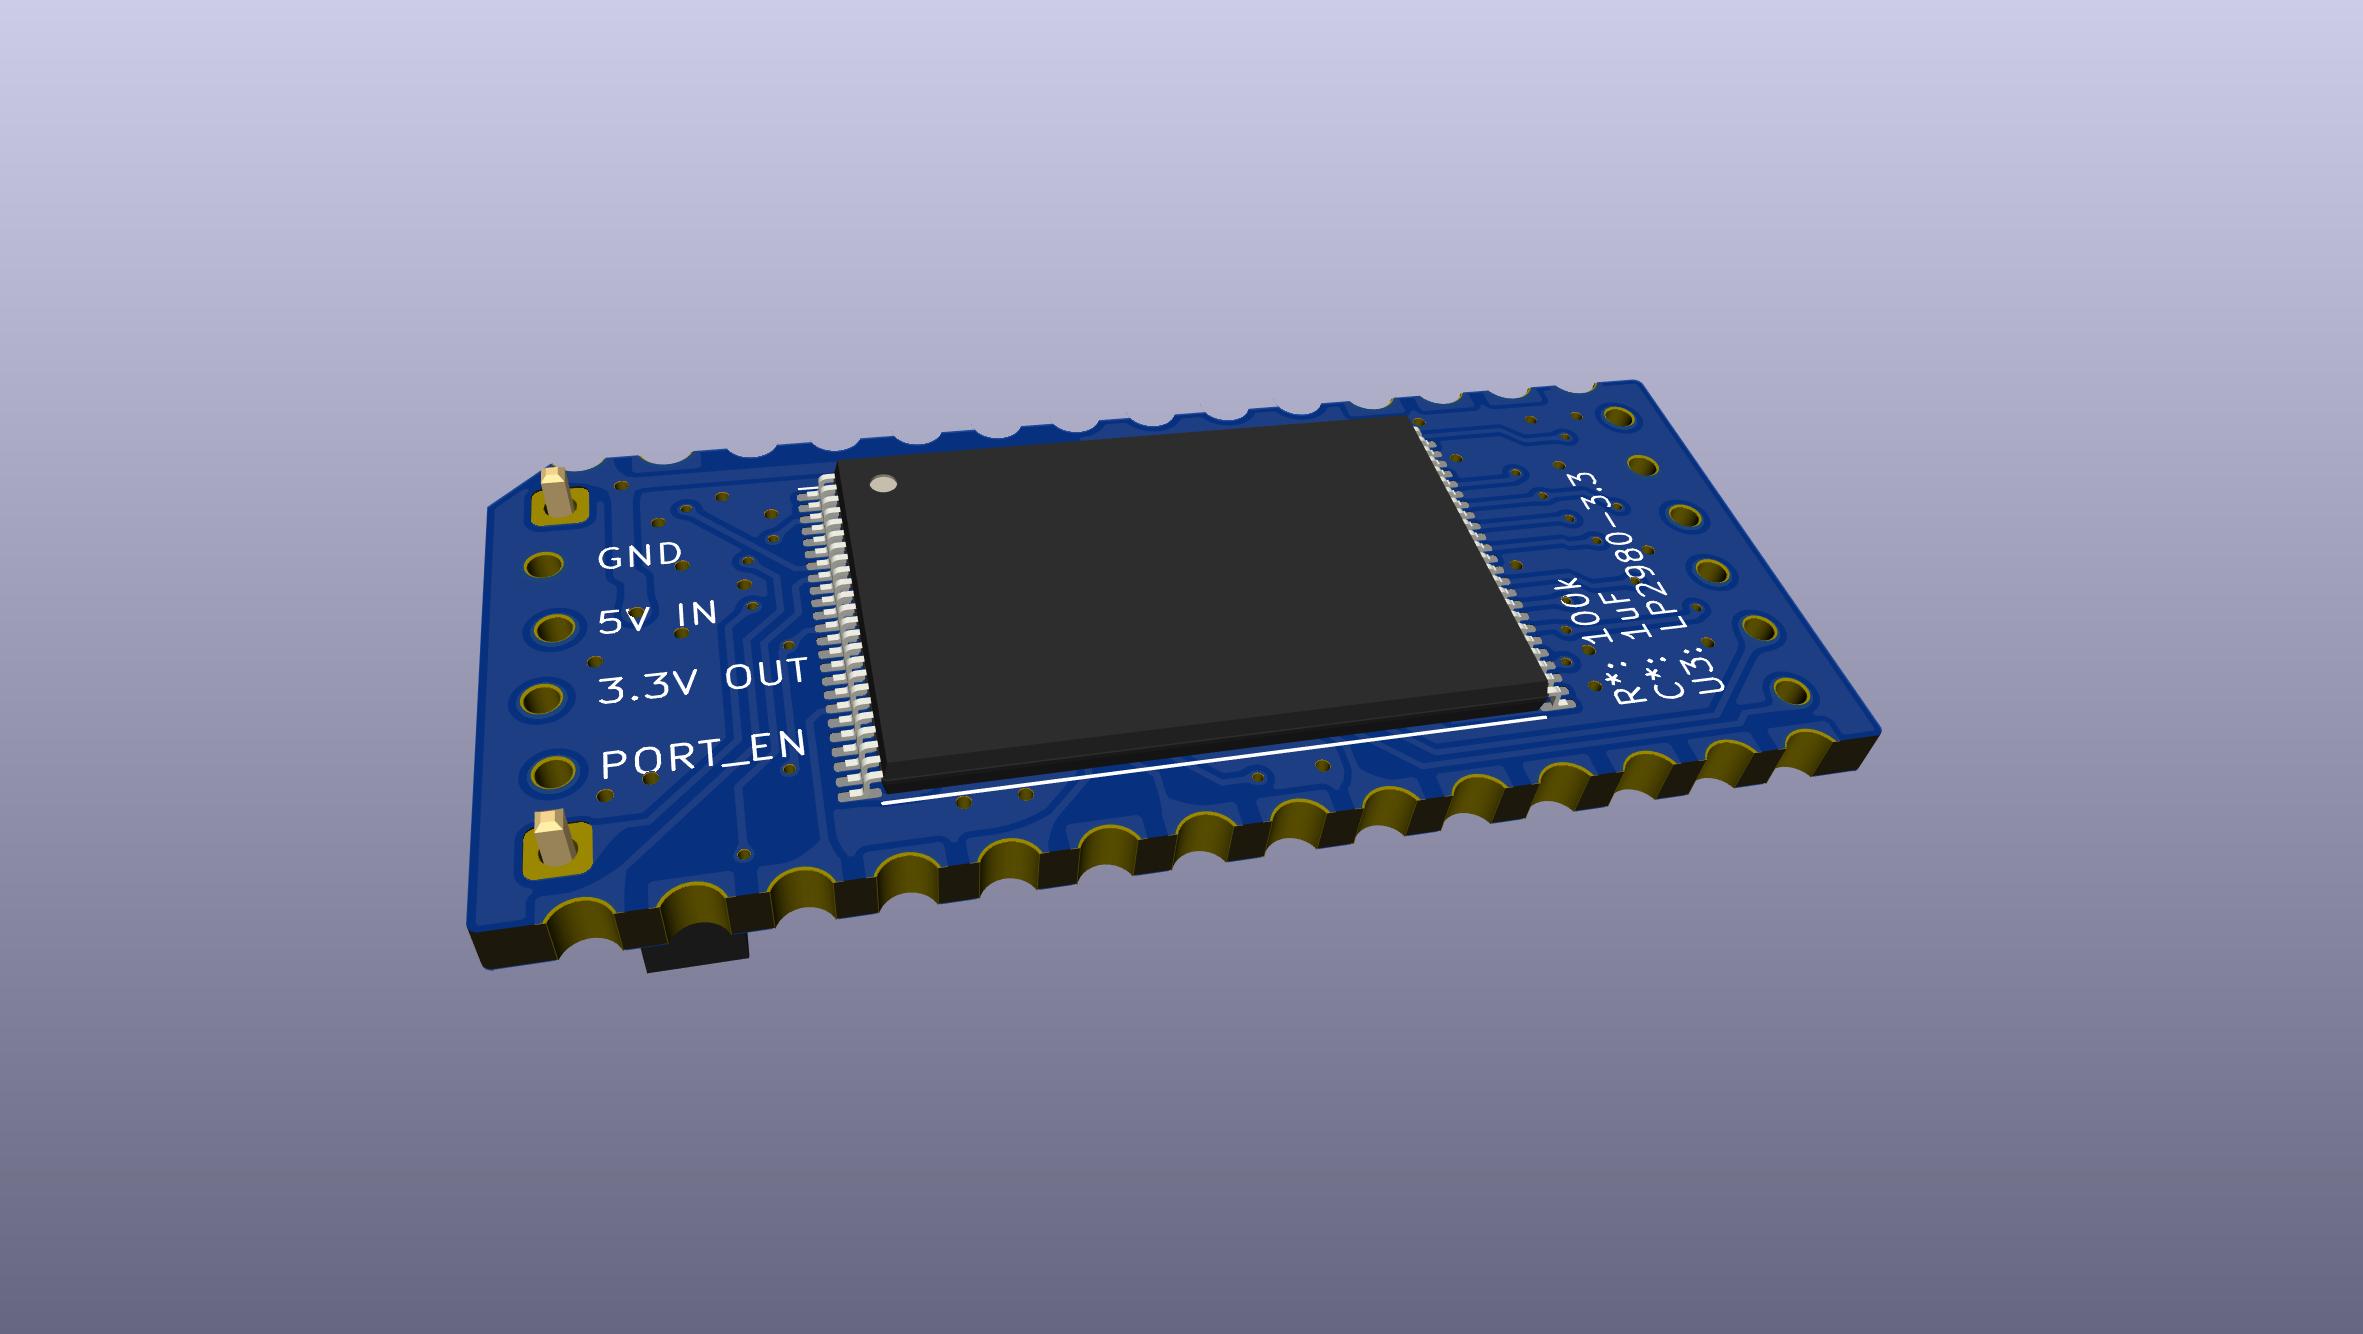 GND
5V IN
3.3V OUT
PORT_EN
R*: 100k
C*: 1uF
U3: LP2980-3.3